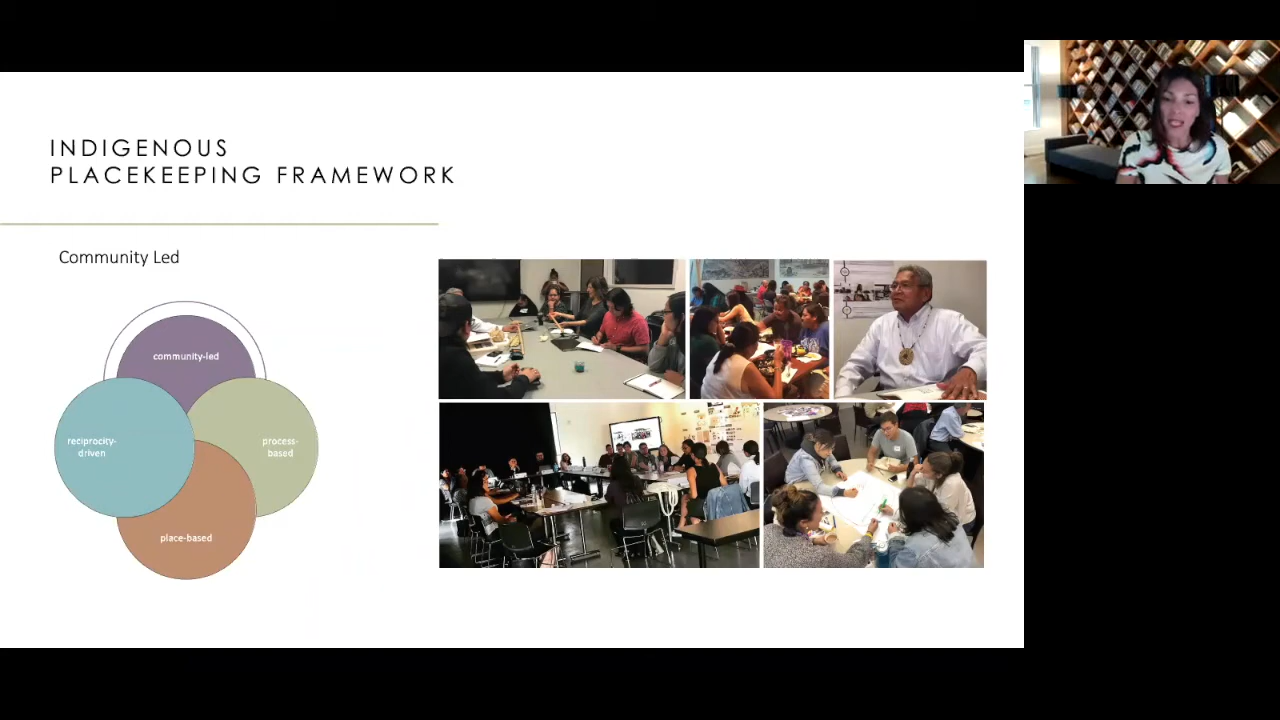 INDIGENOUS
PLACEKEEPING FRAMEWORK
Community Led
community-led
reciprocity-
driven
process-
based
place-based